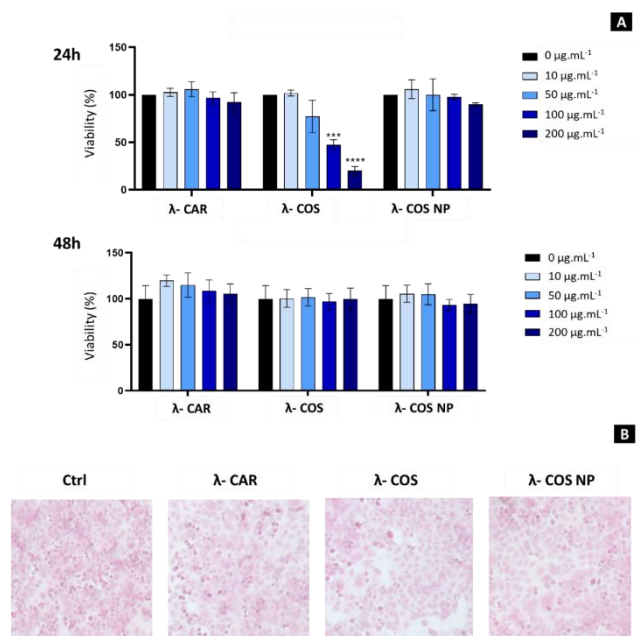 A
24h
Viability (%)
150
100
50
0
***
****
λ- CAR
λ- COS
λ- COS NP
0 µg.mL⁻¹
10 µg.mL⁻¹
50 µg.mL⁻¹
100 µg.mL⁻¹
200 µg.mL⁻¹
48h
Viability (%)
150
100
50
0
λ- CAR
λ- COS
λ- COS NP
0 µg.mL⁻¹
10 µg.mL⁻¹
50 µg.mL⁻¹
100 µg.mL⁻¹
200 µg.mL⁻¹
B
Ctrl
λ- CAR
λ- COS
λ- COS NP